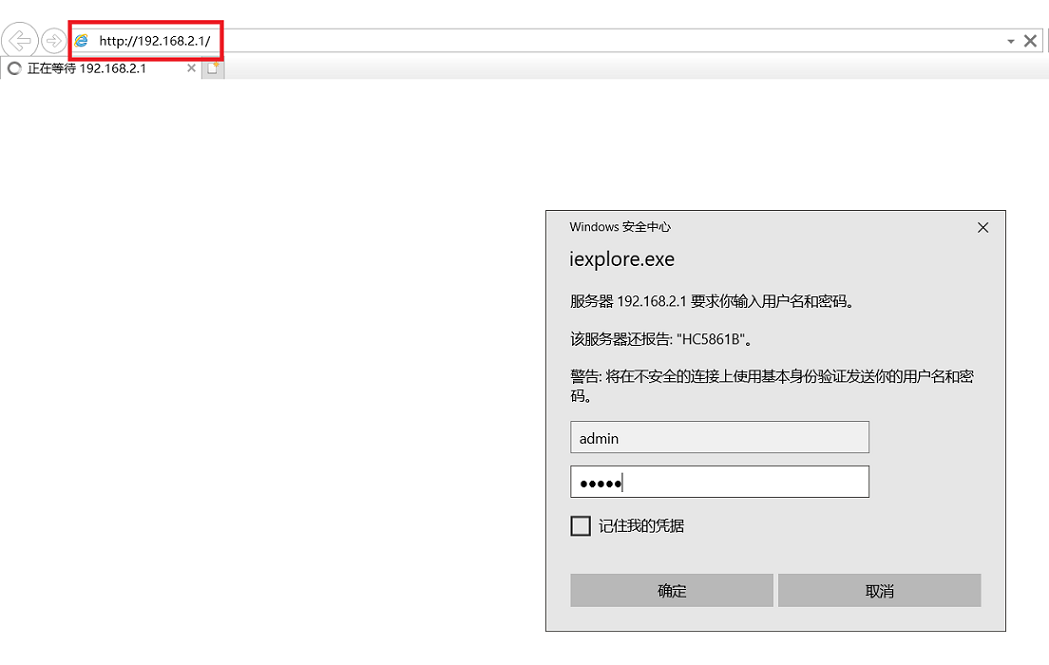 http://192.168.2.1/
正在等待 192.168.2.1
Windows 安全中心
iexplore.exe
服务器 192.168.2.1 要求你输入用户名和密码。
该服务器还报告: "HC5861B"。
警告: 将在不安全的连接上使用基本身份验证发送你的用户名和密
码。
admin
●●●●●
记住我的凭据
确定
取消